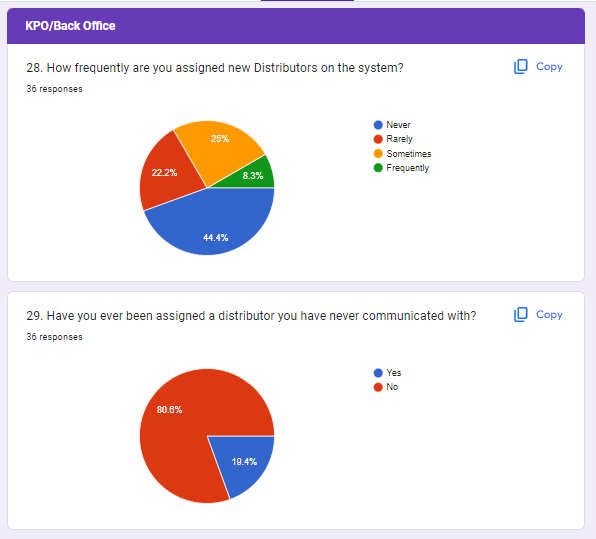 KPO/Back Office
28. How frequently are you assigned new Distributors on the system?
Copy
36 responses
Never
Rarely
Sometimes
Frequently
25%
22.2%
8.3%
44.4%
29. Have you ever been assigned a distributor you have never communicated with?
Copy
36 responses
Yes
No
80.6%
19.4%